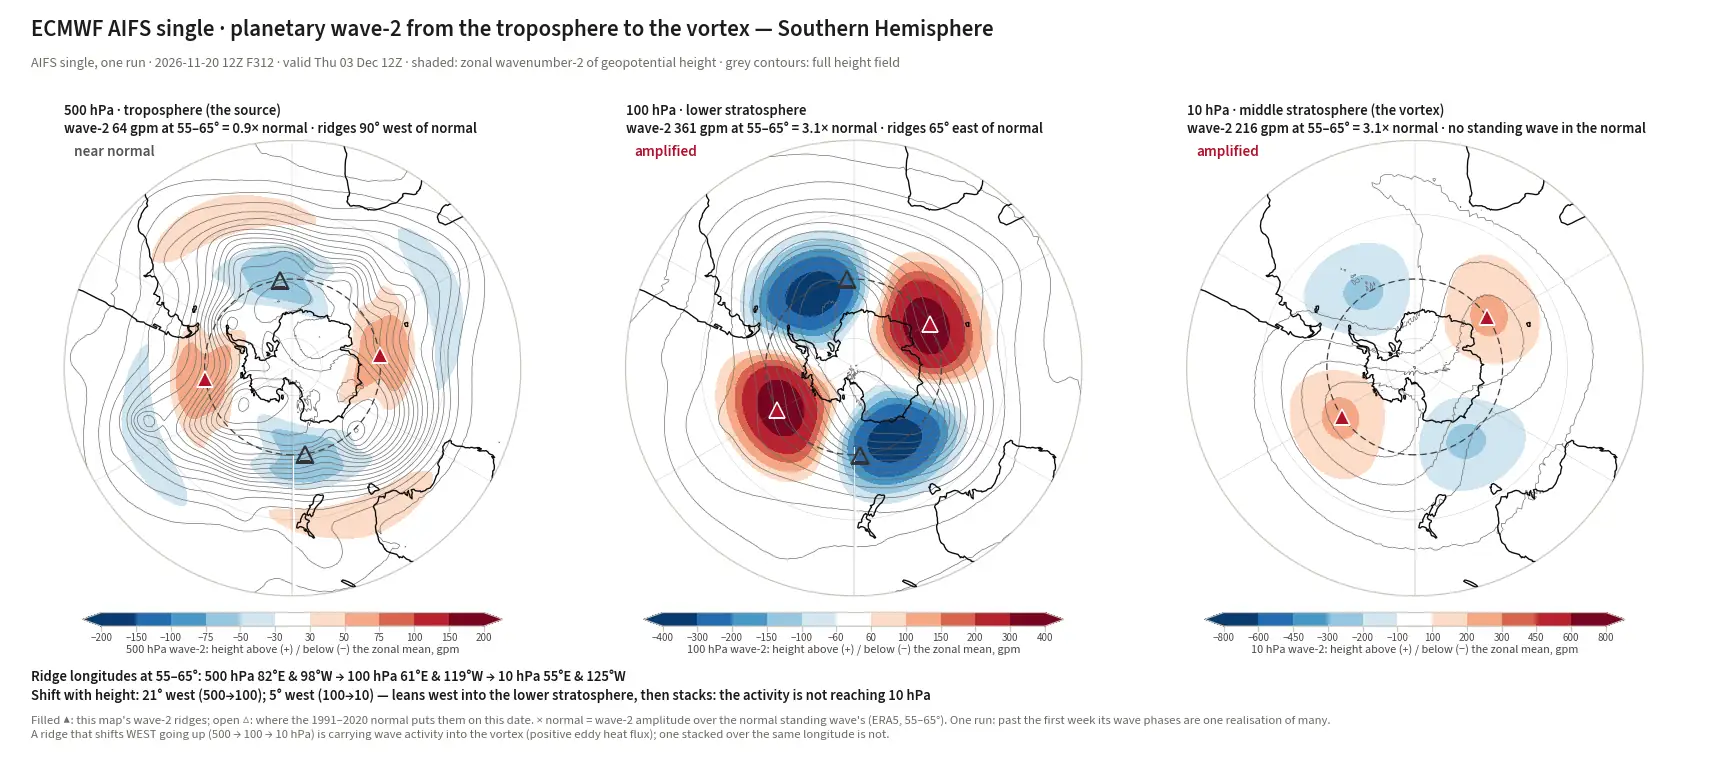 ECMWF AIFS single · planetary wave-2 from the troposphere to the vortex — Southern Hemisphere
AIFS single, one run · 2026-11-20 12Z F312 · valid Thu 03 Dec 12Z · shaded: zonal wavenumber-2 of geopotential height · grey contours: full height field
500 hPa · troposphere (the source)
wave-2 64 gpm at 55–65° = 0.9× normal · ridges 90° west of normal
near normal
100 hPa · lower stratosphere
wave-2 361 gpm at 55–65° = 3.1× normal · ridges 65° east of normal
amplified
10 hPa · middle stratosphere (the vortex)
wave-2 216 gpm at 55–65° = 3.1× normal · no standing wave in the normal
amplified
−200 −150 −100 −75 −50 −30 30 50 75 100 150 200
500 hPa wave-2: height above (+) / below (−) the zonal mean, gpm
−400 −300 −200 −150 −100 −60 60 100 150 200 300 400
100 hPa wave-2: height above (+) / below (−) the zonal mean, gpm
−800 −600 −450 −300 −200 −100 100 200 300 450 600 800
10 hPa wave-2: height above (+) / below (−) the zonal mean, gpm
Ridge longitudes at 55–65°: 500 hPa 82°E & 98°W → 100 hPa 61°E & 119°W → 10 hPa 55°E & 125°W
Shift with height: 21° west (500→100); 5° west (100→10) — leans west into the lower stratosphere, then stacks: the activity is not reaching 10 hPa
Filled ▲: this map's wave-2 ridges; open △: where the 1991–2020 normal puts them on this date. × normal = wave-2 amplitude over the normal standing wave's (ERA5, 55–65°). One run: past the first week its wave phases are one realisation of many.
A ridge that shifts WEST going up (500 → 100 → 10 hPa) is carrying wave activity into the vortex (positive eddy heat flux); one stacked over the same longitude is not.